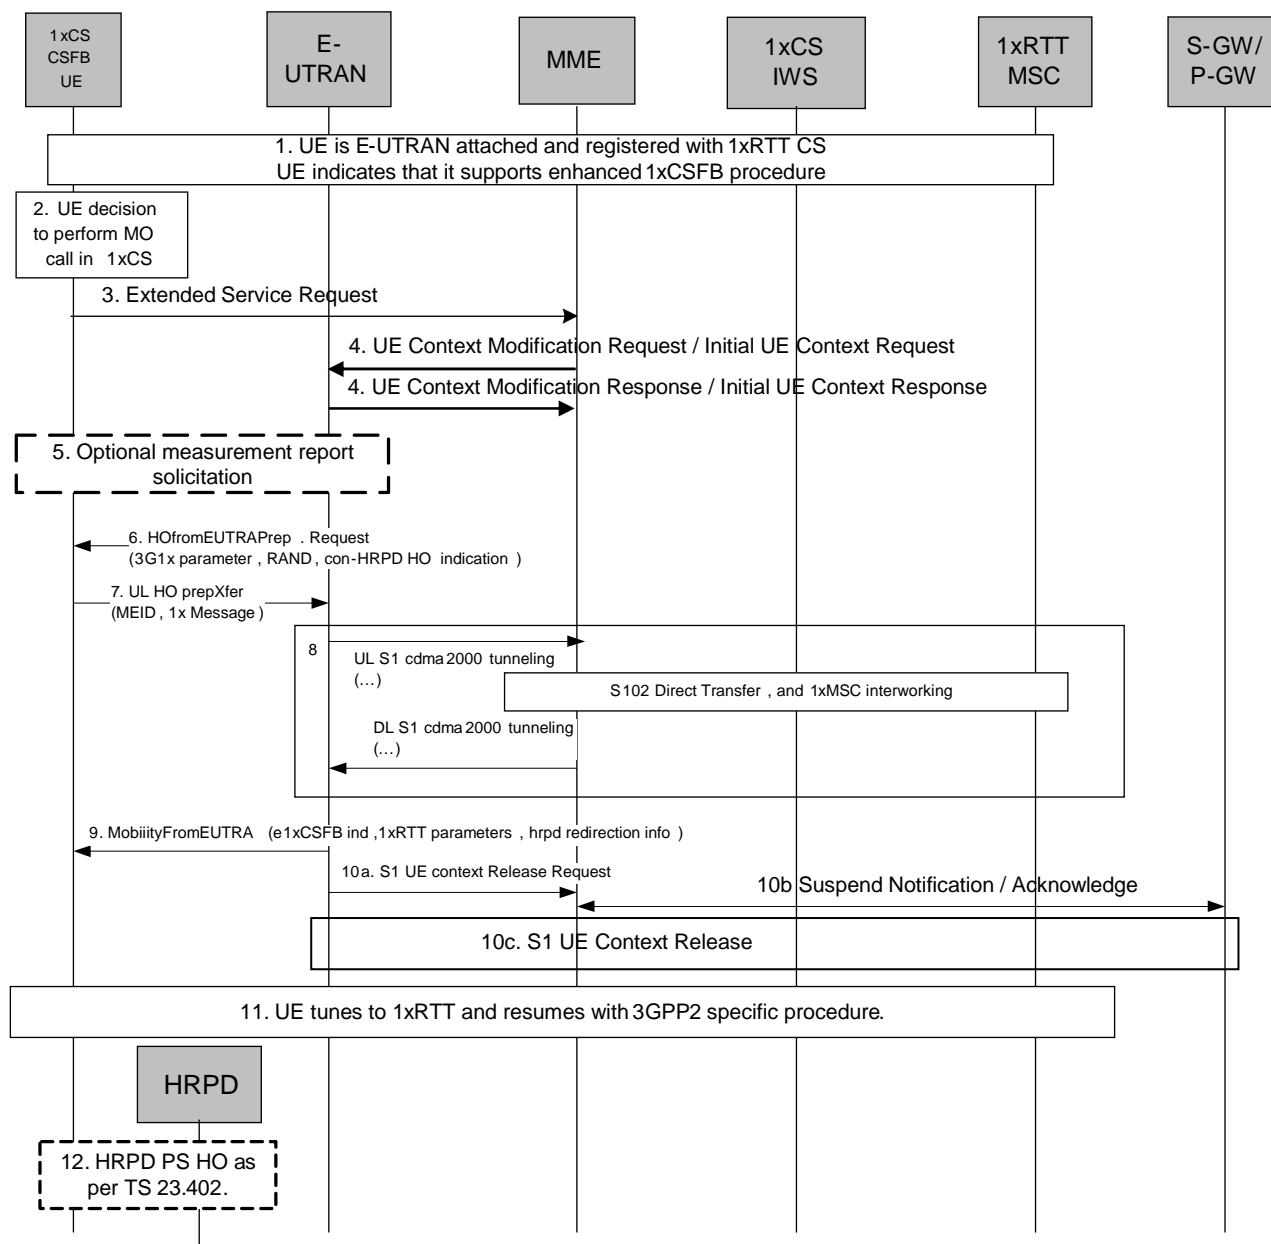 1xCS
CSFB
UE
E-
UTRAN
MME
1xCS
IWS
1xRTT
MSC
S-GW/
P-GW
1. UE is E-UTRAN attached and registered with 1xRTT CS
UE indicates that it supports enhanced 1xCSFB procedure
2. UE decision
to perform MO
call in 1xCS
3. Extended Service Request
4. UE Context Modification Request / Initial UE Context Request
4. UE Context Modification Response / Initial UE Context Response
5. Optional measurement report
solicitation
6. HOfromEUTRAPrep . Request
(3G1x parameter , RAND , con-HRPD HO indication )
7. UL HO prepXfer
(MEID , 1x Message )
8
UL S1 cdma2000 tunneling
(...)
S102 Direct Transfer , and 1xMSC interworking
DL S1 cdma2000 tunneling
(...)
9. MobiiityFromEUTRA (e1xCSFB ind ,1xRTT parameters , hrpd redirection info )
10a. S1 UE context Release Request
10b Suspend Notification / Acknowledge
10c. S1 UE Context Release
11. UE tunes to 1xRTT and resumes with 3GPP2 specific procedure.
HRPD
12. HRPD PS HO as
per TS 23.402.